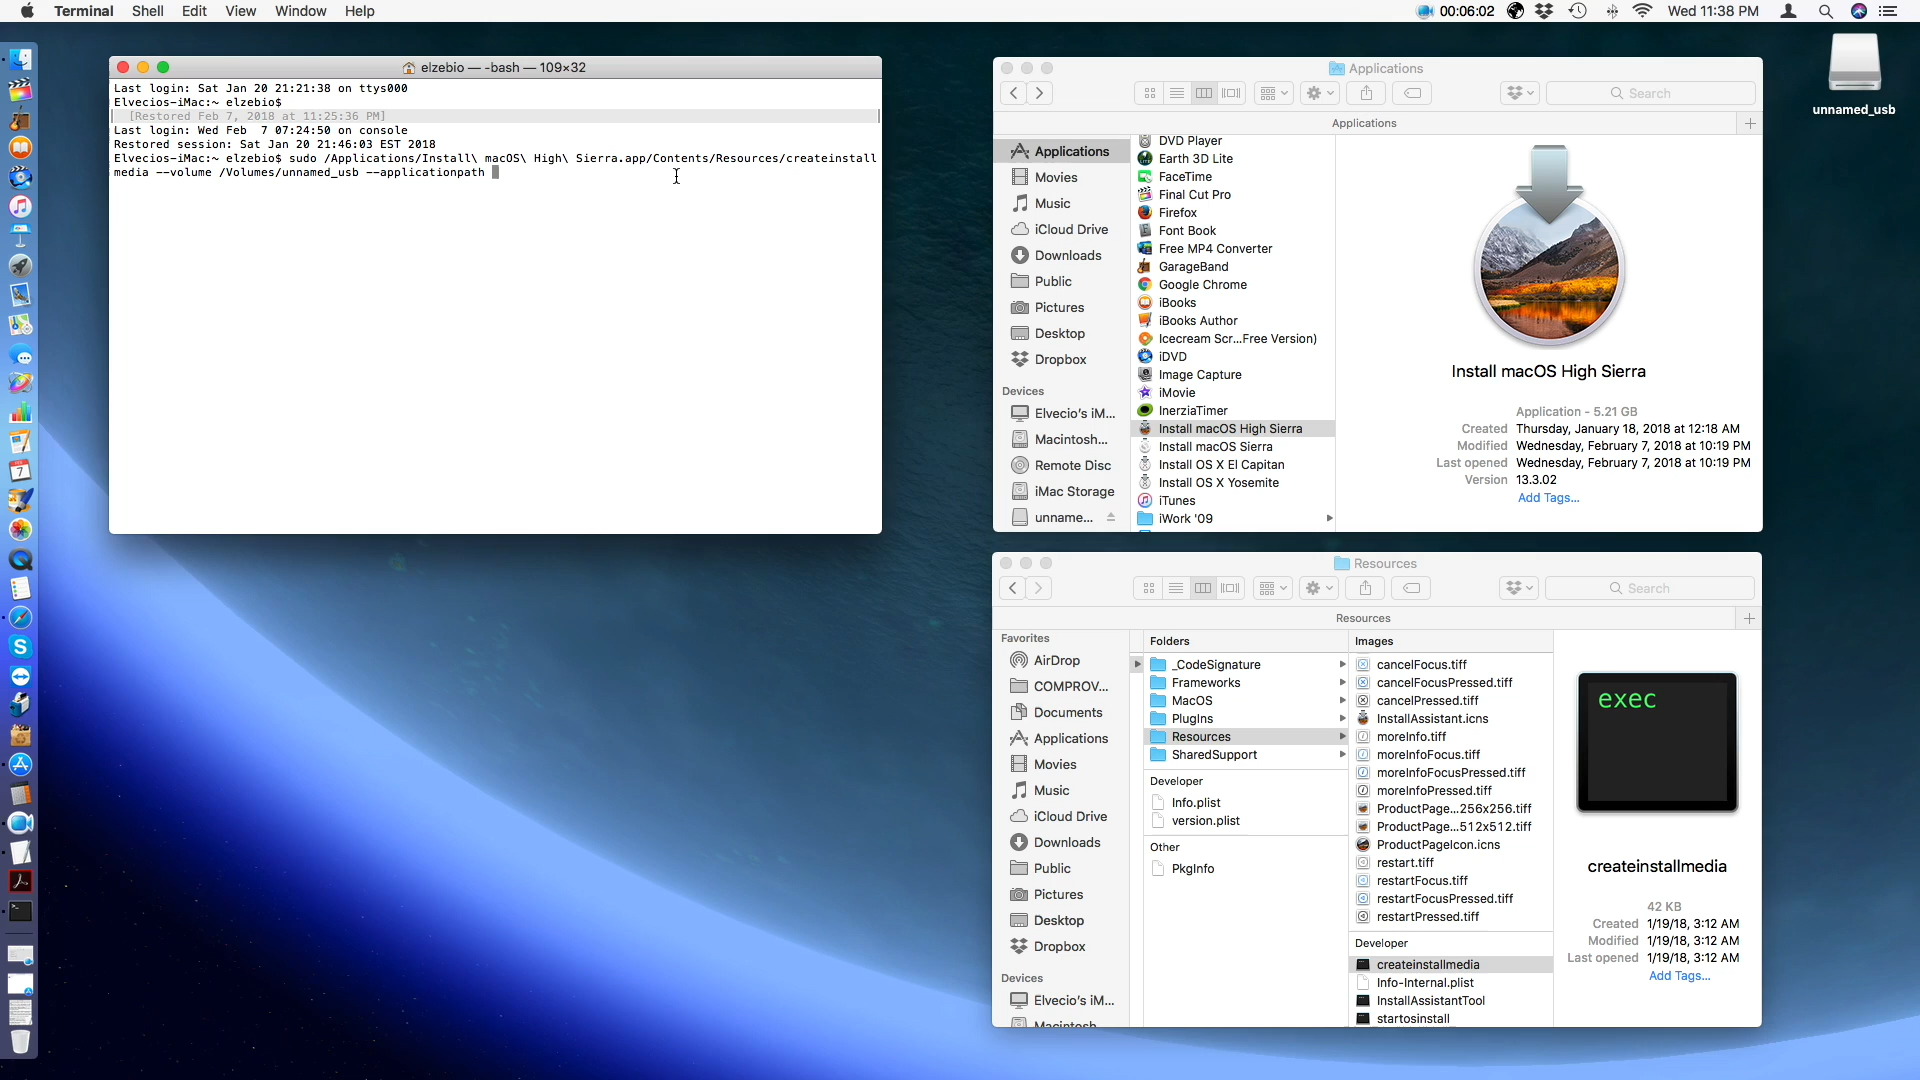 Terminal Shell Edit View Window Help
00:06:02 Wed 11:38 PM
elzebio — -bash — 109×32
Last login: Sat Jan 20 21:21:38 on ttys000
Elvecios-iMac:~ elzebio$
[Restored Feb 7, 2018 at 11:25:36 PM]
Last login: Wed Feb  7 07:24:50 on console
Restored session: Sat Jan 20 21:46:03 EST 2018
Elvecios-iMac:~ elzebio$ sudo /Applications/Install\ macOS\ High\ Sierra.app/Contents/Resources/createinstall
media --volume /Volumes/unnamed_usb --applicationpath
Applications
Search
Applications
Applications
Movies
Music
iCloud Drive
Downloads
Public
Pictures
Desktop
Dropbox
Devices
Elvecio's iM...
Macintosh...
Remote Disc
iMac Storage
unname...
DVD Player
Earth 3D Lite
FaceTime
Final Cut Pro
Firefox
Font Book
Free MP4 Converter
GarageBand
Google Chrome
iBooks
iBooks Author
Icecream Scr...Free Version)
iDVD
Image Capture
iMovie
InerziaTimer
Install macOS High Sierra
Install macOS Sierra
Install OS X El Capitan
Install OS X Yosemite
iTunes
iWork '09
Install macOS High Sierra
Application - 5.21 GB
Created Thursday, January 18, 2018 at 12:18 AM
Modified Wednesday, February 7, 2018 at 10:19 PM
Last opened Wednesday, February 7, 2018 at 10:19 PM
Version 13.3.02
Add Tags...
unnamed_usb
Resources
Search
Resources
Favorites
AirDrop
COMPROV...
Documents
Applications
Movies
Music
iCloud Drive
Downloads
Public
Pictures
Desktop
Dropbox
Devices
Elvecio's iM...
Macintosh
Folders
_CodeSignature
Frameworks
MacOS
PlugIns
Resources
SharedSupport
Developer
Info.plist
version.plist
Other
PkgInfo
Images
cancelFocus.tiff
cancelFocusPressed.tiff
cancelPressed.tiff
InstallAssistant.icns
moreInfo.tiff
moreInfoFocus.tiff
moreInfoFocusPressed.tiff
moreInfoPressed.tiff
ProductPage...256x256.tiff
ProductPage...512x512.tiff
ProductPageIcon.icns
restart.tiff
restartFocus.tiff
restartFocusPressed.tiff
restartPressed.tiff
Developer
createinstallmedia
Info-Internal.plist
InstallAssistantTool
startosinstall
exec
createinstallmedia
42 KB
Created 1/19/18, 3:12 AM
Modified 1/19/18, 3:12 AM
Last opened 1/19/18, 3:12 AM
Add Tags...